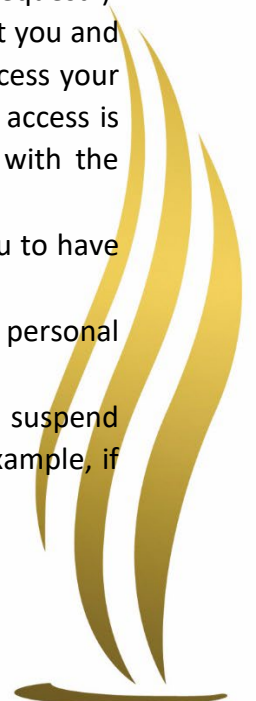 t you and
cess your
access is
with the
u to have
personal
suspend
xample, if